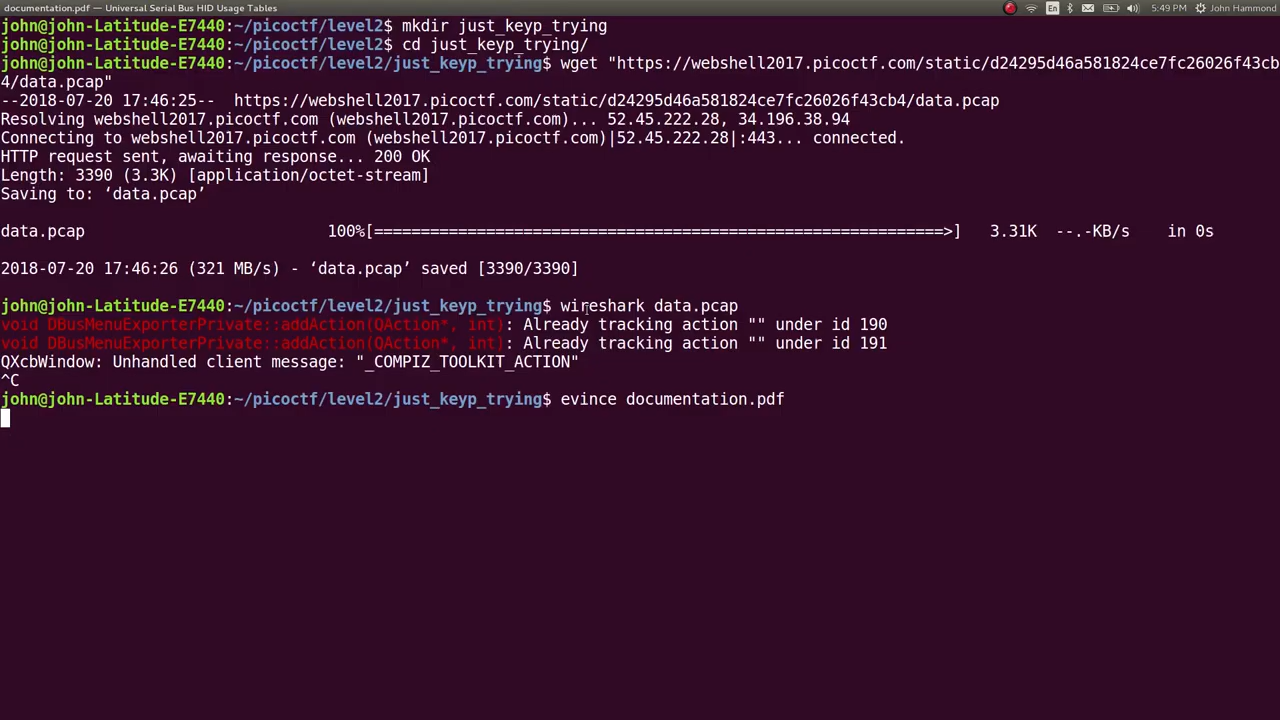 documentation.pdf — Universal Serial Bus HID Usage Tables
En
5:49 PM
John Hammond
john@john-Latitude-E7440:~/picoctf/level2$ mkdir just_keyp_trying
john@john-Latitude-E7440:~/picoctf/level2$ cd just_keyp_trying/
john@john-Latitude-E7440:~/picoctf/level2/just_keyp_trying$ wget "https://webshell2017.picoctf.com/static/d24295d46a581824ce7fc26026f43cb
4/data.pcap"
--2018-07-20 17:46:25--  https://webshell2017.picoctf.com/static/d24295d46a581824ce7fc26026f43cb4/data.pcap
Resolving webshell2017.picoctf.com (webshell2017.picoctf.com)... 52.45.222.28, 34.196.38.94
Connecting to webshell2017.picoctf.com (webshell2017.picoctf.com)|52.45.222.28|:443... connected.
HTTP request sent, awaiting response... 200 OK
Length: 3390 (3.3K) [application/octet-stream]
Saving to: ‘data.pcap’
data.pcap                          100%[=============================================================>]   3.31K  --.-KB/s    in 0s
2018-07-20 17:46:26 (321 MB/s) - ‘data.pcap’ saved [3390/3390]
john@john-Latitude-E7440:~/picoctf/level2/just_keyp_trying$ wireshark data.pcap
void DBusMenuExporterPrivate::addAction(QAction*, int): Already tracking action "" under id 190
void DBusMenuExporterPrivate::addAction(QAction*, int): Already tracking action "" under id 191
QXcbWindow: Unhandled client message: "_COMPIZ_TOOLKIT_ACTION"
^C
john@john-Latitude-E7440:~/picoctf/level2/just_keyp_trying$ evince documentation.pdf